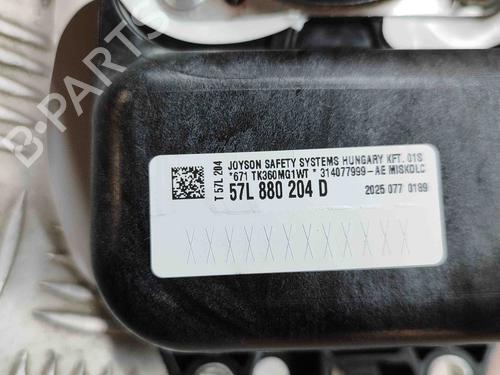 B-PARTS
T 57L 204
JOYSON SAFETY SYSTEMS HUNGARY KFT. 01S
*671 TK360MG1WT * 314077999-AE MISKOLC
57L 880 204 D
2025 077 0189
XXXXXXXXXXXXX